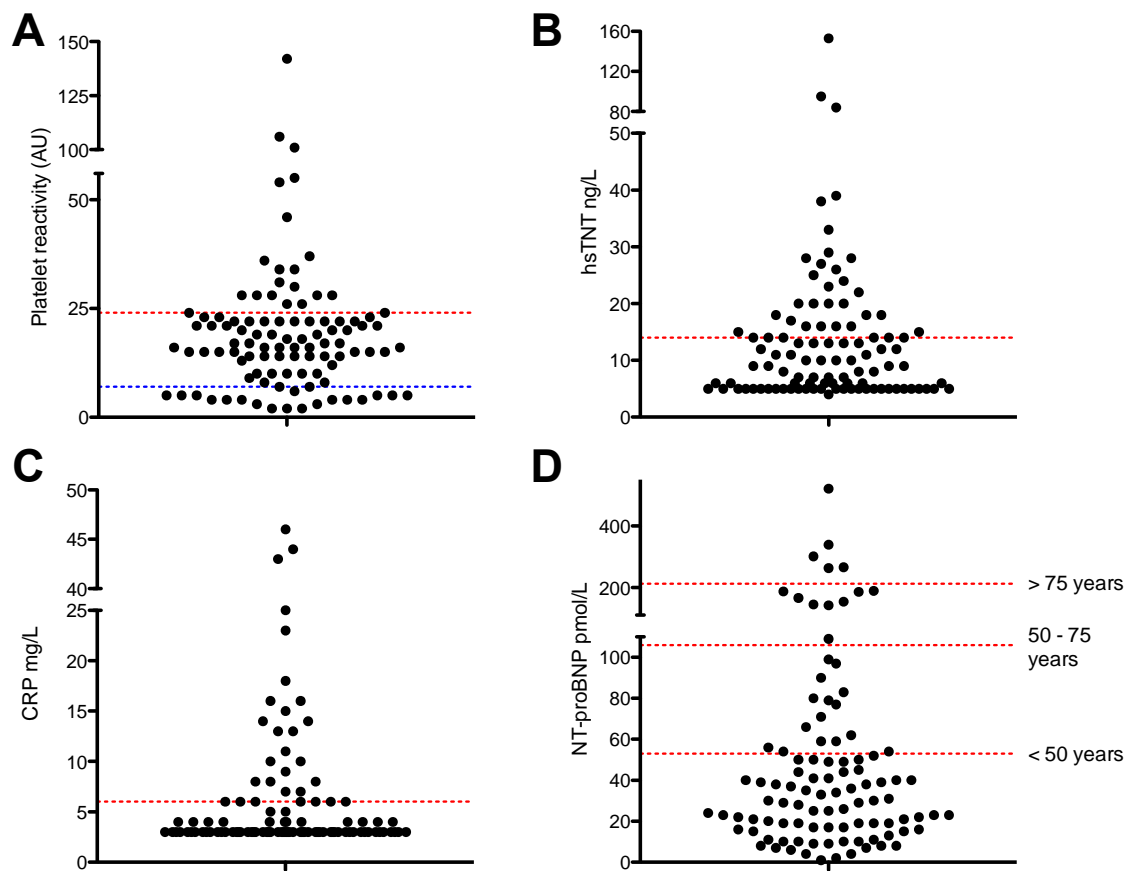 A
150
125
100
50
25
0
Platelet reactivity (AU)
B
160
120
80
50
40
30
20
10
0
hsTNT ng/L
C
50
45
40
25
20
15
10
5
0
CRP mg/L
D
400
200
100
80
60
40
20
0
NT-proBNP pmol/L
> 75 years
50 - 75
years
< 50 years